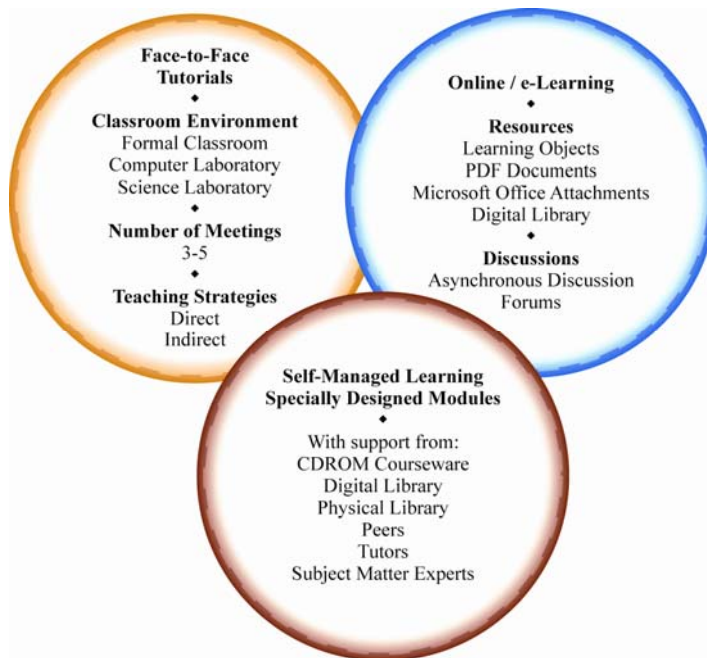 Face-to-Face
Tutorials
Classroom Environment
Formal Classroom
Computer Laboratory
Science Laboratory
Number of Meetings
3-5
Teaching Strategies
Direct
Indirect
Online / e-Learning
Resources
Learning Objects
PDF Documents
Microsoft Office Attachments
Digital Library
Discussions
Asynchronous Discussion
Forums
Self-Managed Learning
Specially Designed Modules
With support from:
CDROM Courseware
Digital Library
Physical Library
Peers
Tutors
Subject Matter Experts